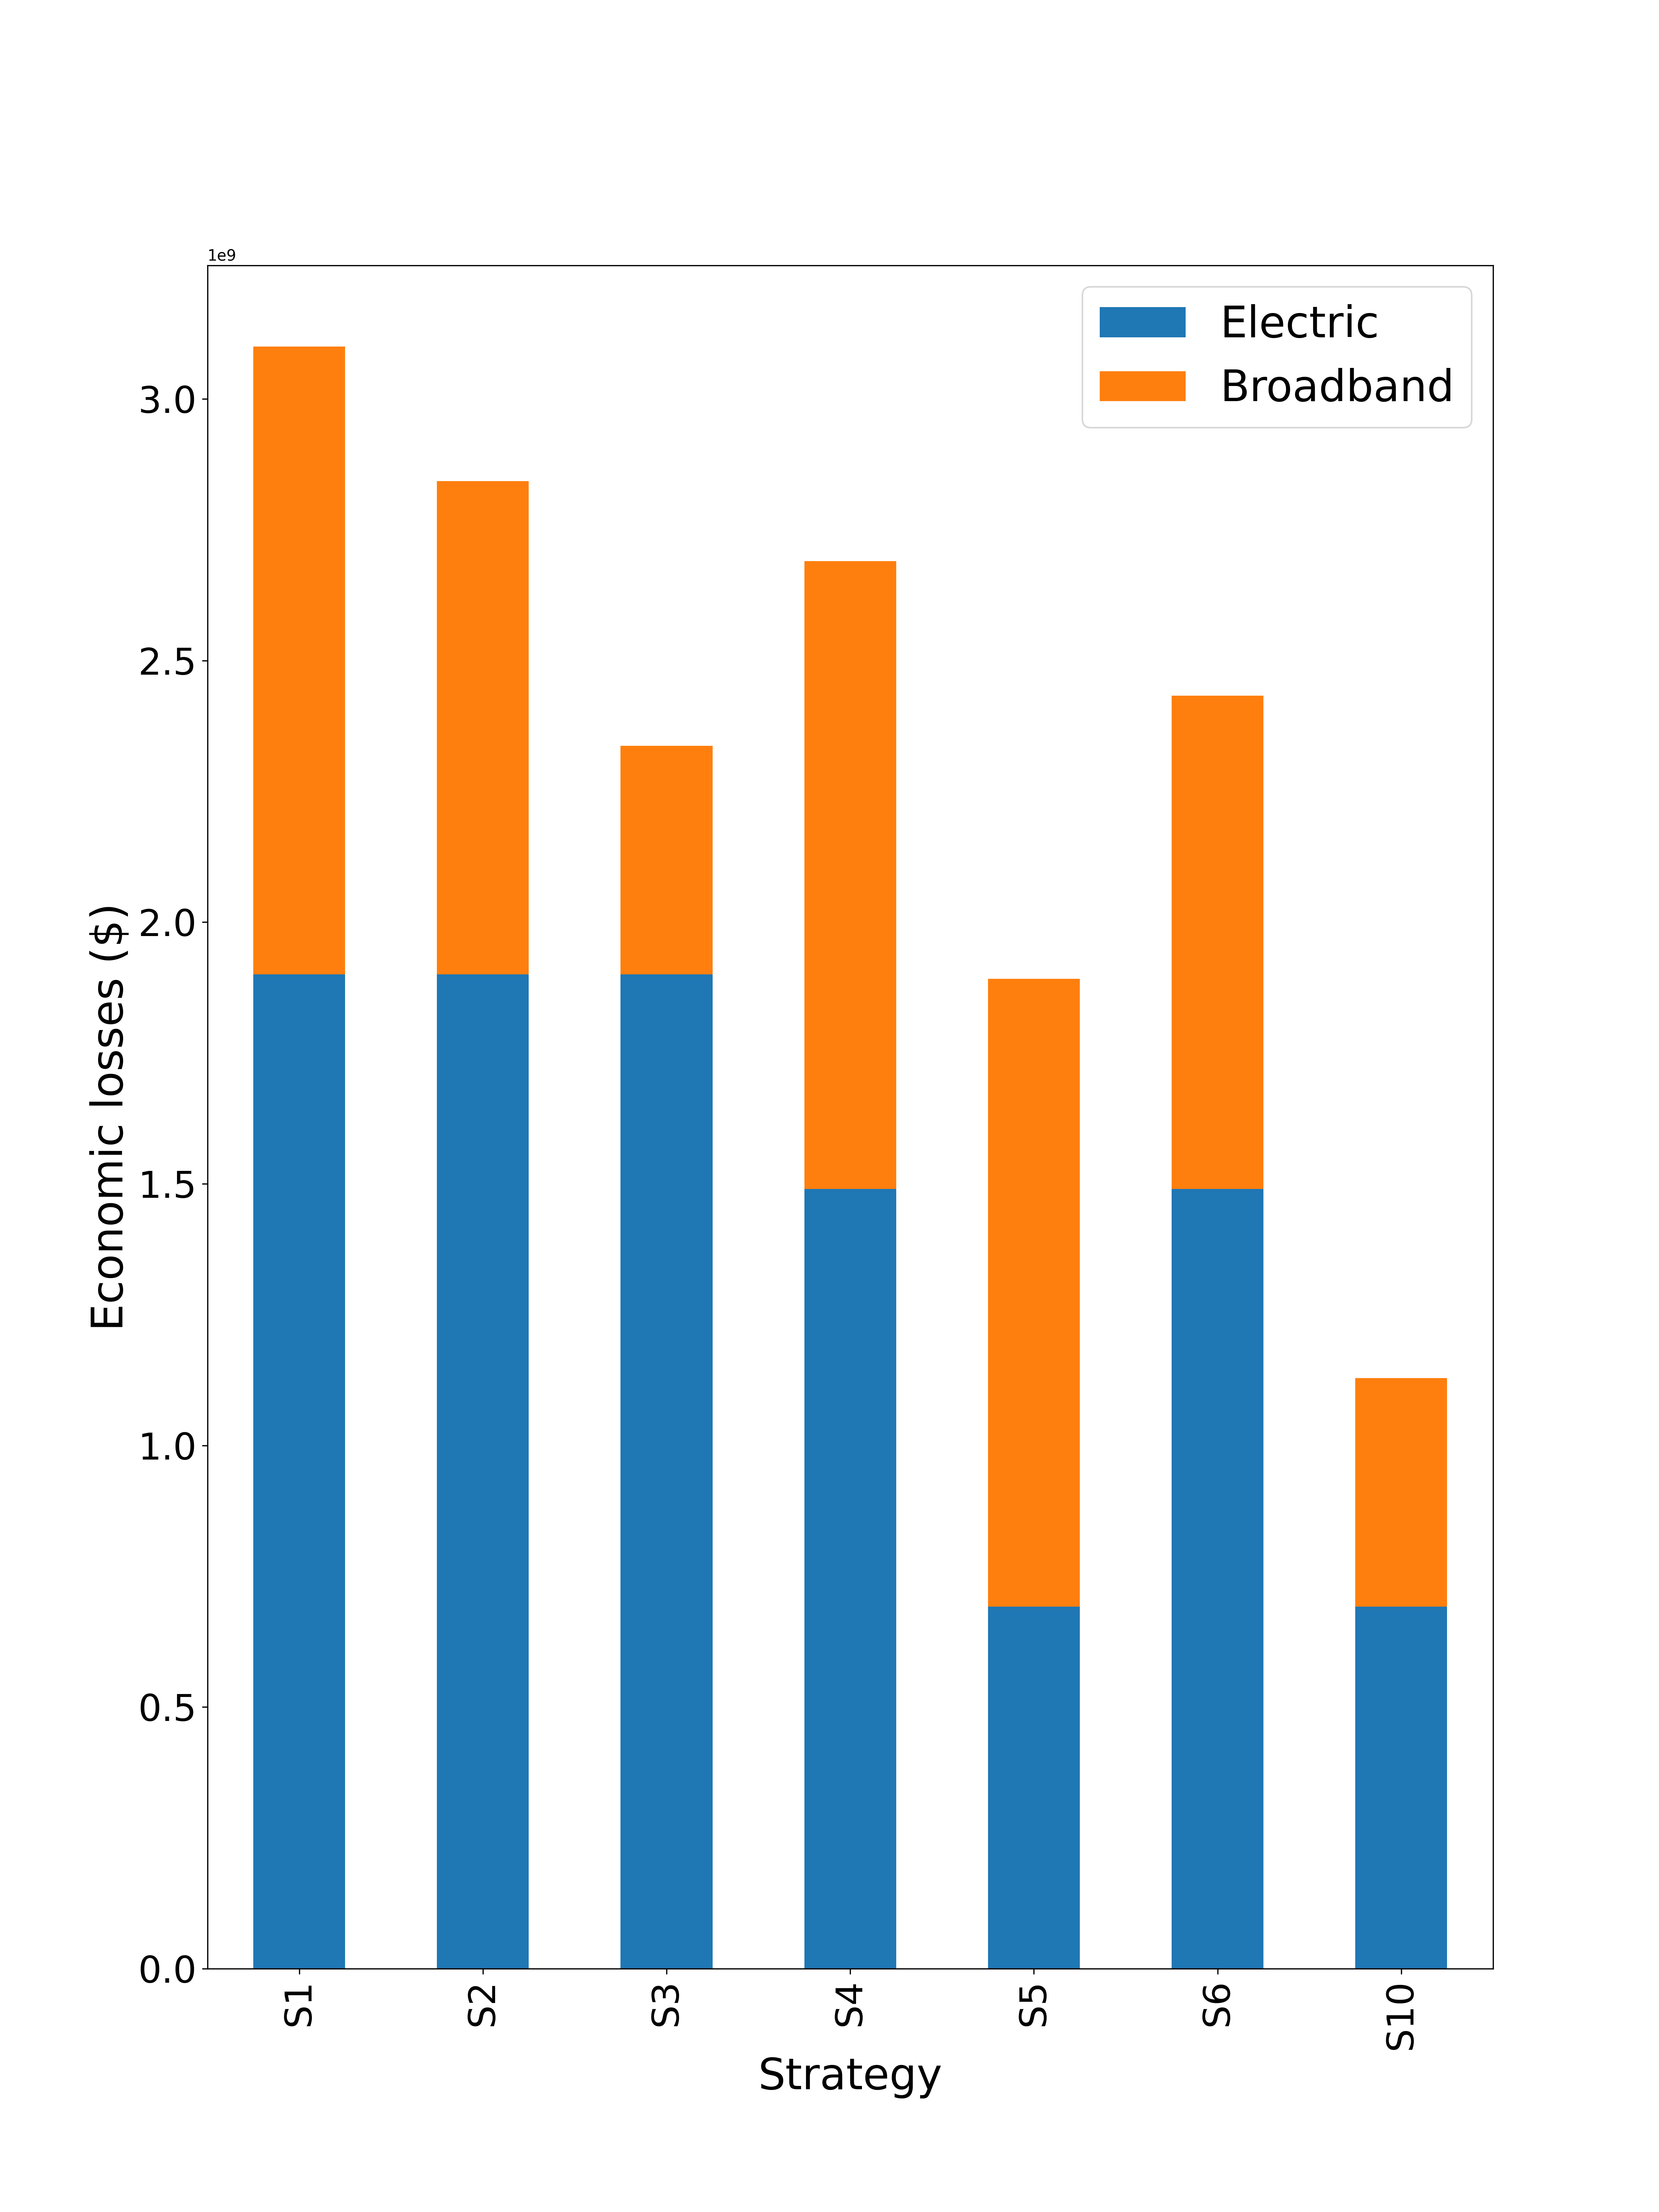 1e9
Electric
Broadband
3.0
2.5
2.0
1.5
1.0
0.5
0.0
Economic losses ($)
S1
S2
S3
S4
S5
S6
S10
Strategy